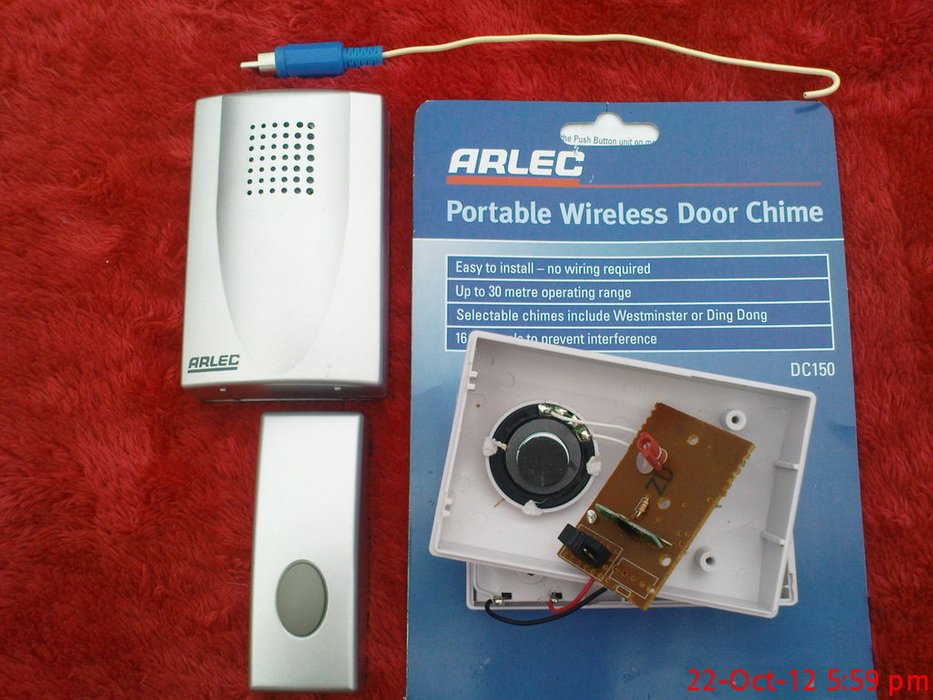 the Push Button unit on
ARLEC
Portable Wireless Door Chime
Easy to install – no wiring required
Up to 30 metre operating range
Selectable chimes include Westminster or Ding Dong
16 to prevent interference
DC150
ARLEC
ZD
22-Oct-12 5:59 pm